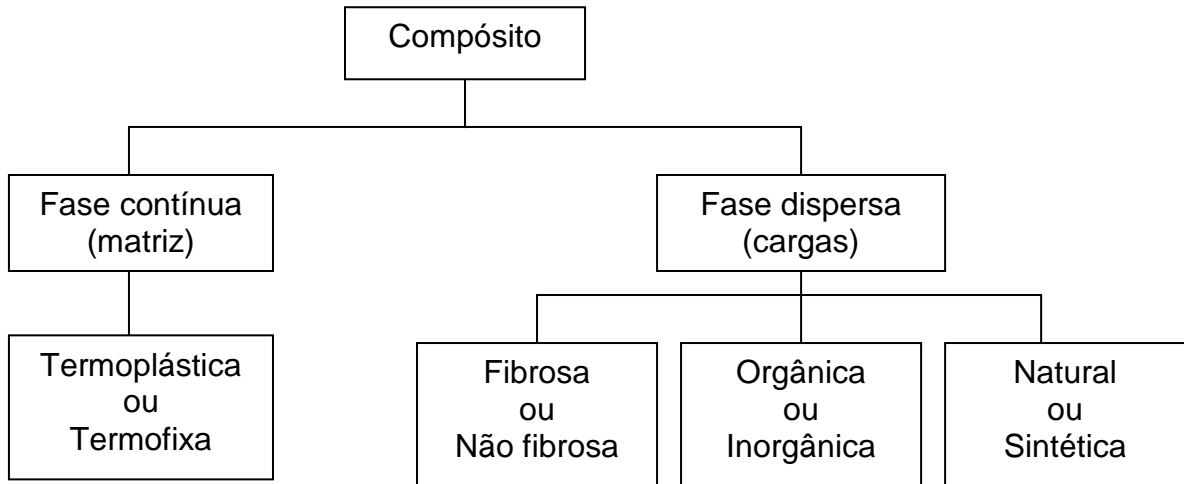 Compósito
Fase contínua
(matriz)
Fase dispersa
(cargas)
Termoplástica
ou
Termofixa
Fibrosa
ou
Não fibrosa
Orgânica
ou
Inorgânica
Natural
ou
Sintética